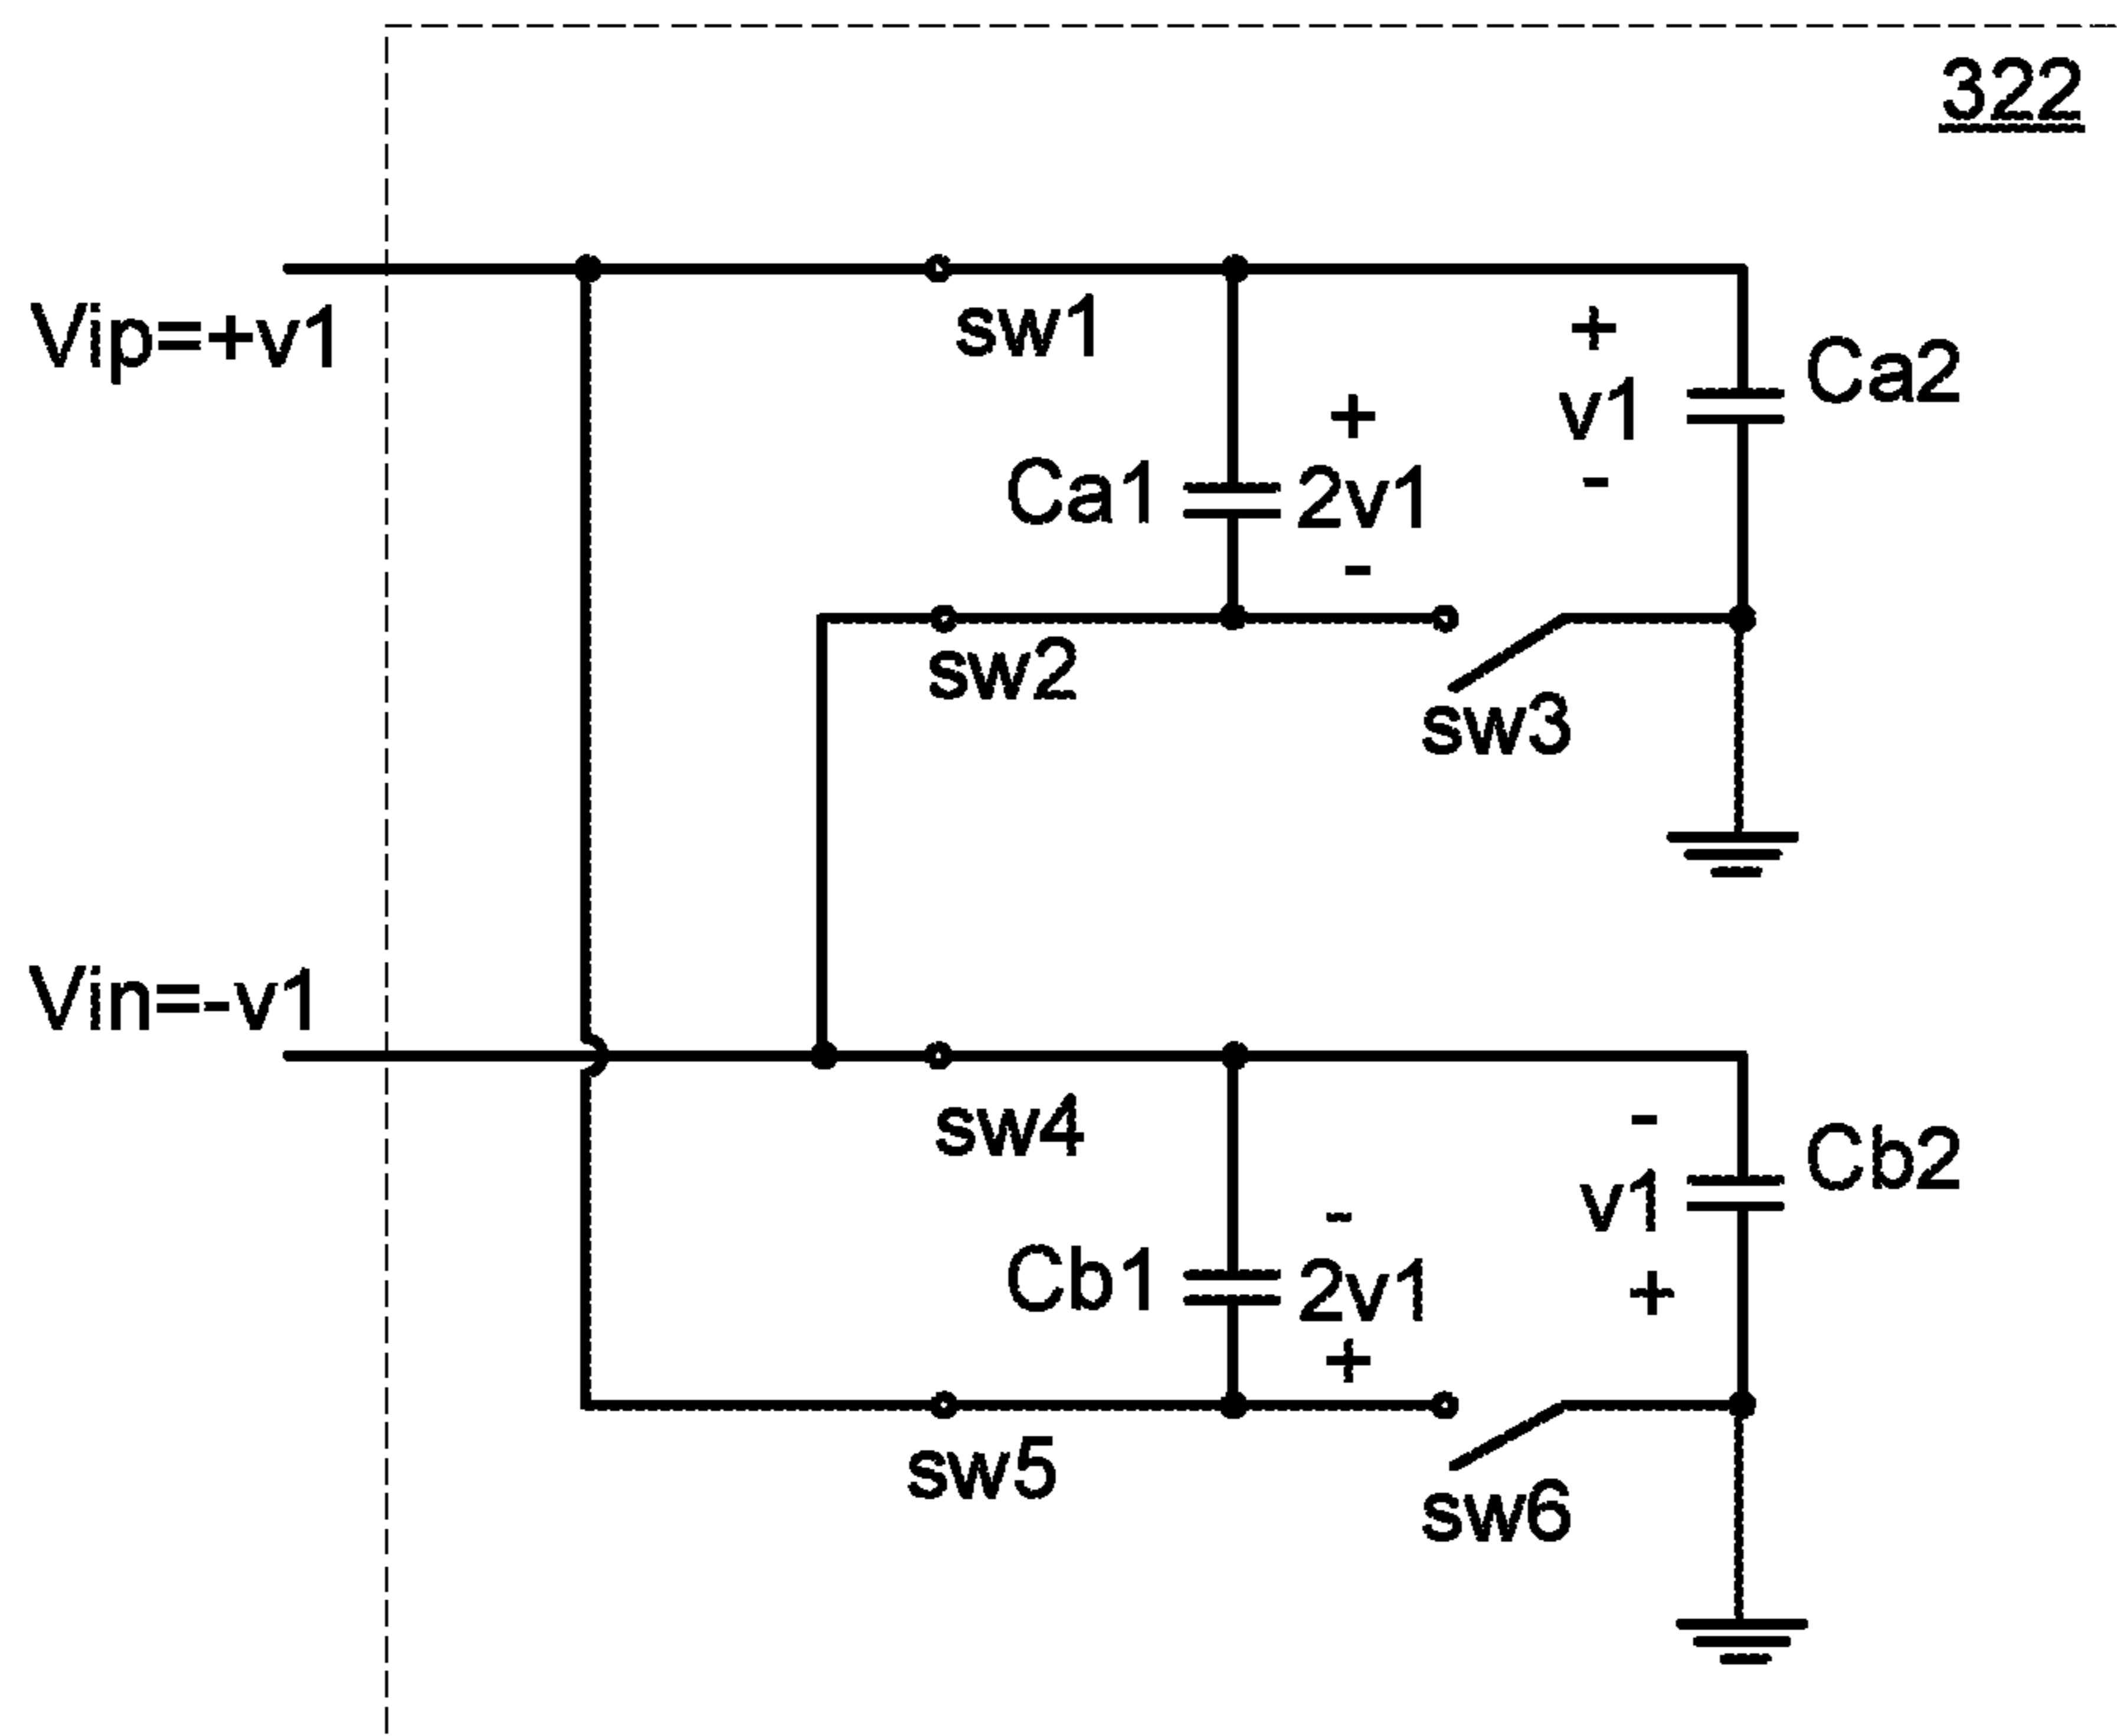 322
Vip=+v1
sw1
+
v1
-
Ca2
Ca1
+
2v1
-
sw2
sw3
Vin=-v1
sw4
-
v1
+
Cb2
Cb1
-
2v1
+
sw5
sw6